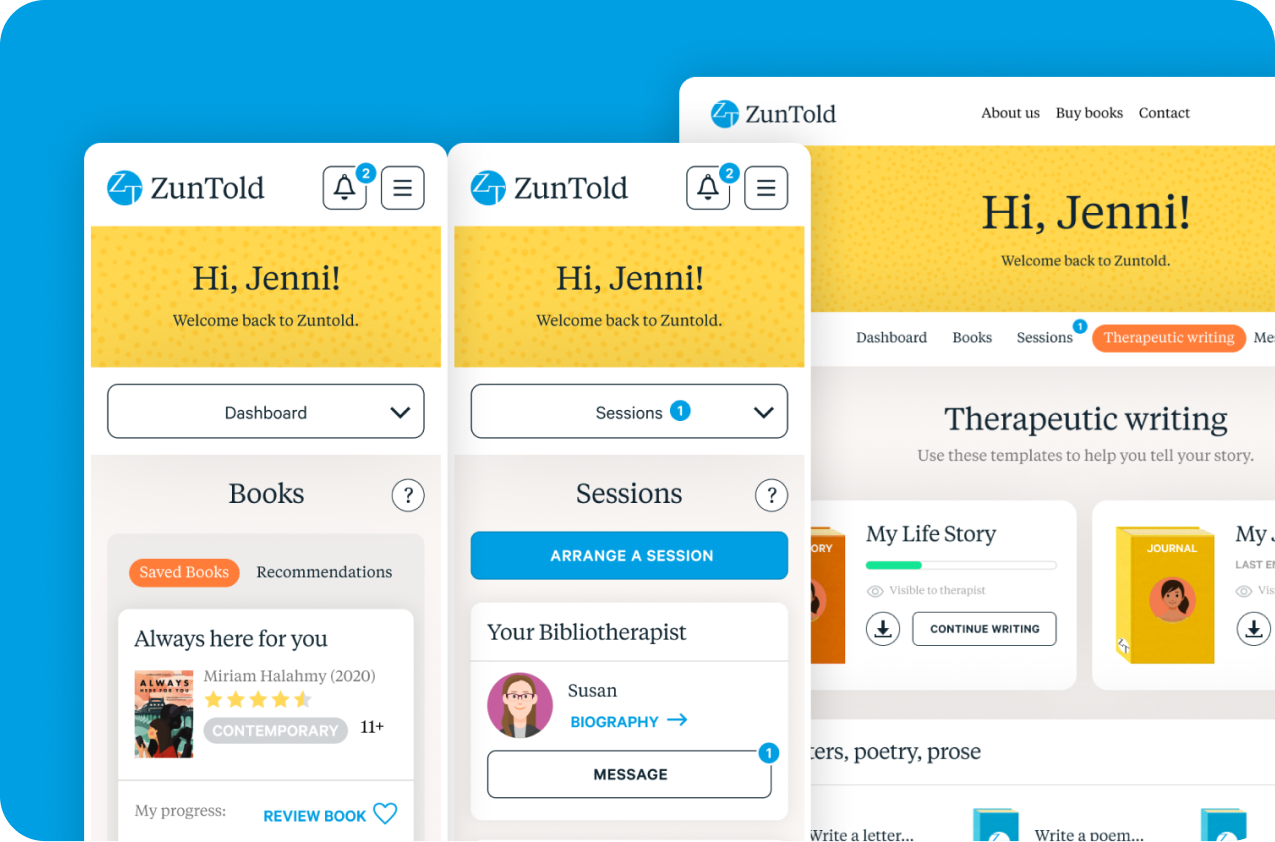 ZT ZunTold
2
Hi, Jenni!
Welcome back to Zuntold.
Dashboard
Books
?
Saved Books Recommendations
Always here for you
ALWAYS
HERE FOR YOU
Miriam Halahmy (2020)
CONTEMPORARY 11+
My progress:
REVIEW BOOK
ZT ZunTold
2
Hi, Jenni!
Welcome back to Zuntold.
Sessions 1
Sessions
?
ARRANGE A SESSION
Your Bibliotherapist
Susan
BIOGRAPHY
1
MESSAGE
ZT ZunTold
About us Buy books Contact
Hi, Jenni!
Welcome back to Zuntold.
Dashboard Books Sessions 1 Therapeutic writing Me
Therapeutic writing
Use these templates to help you tell your story.
ORY
My Life Story
Visible to therapist
CONTINUE WRITING
JOURNAL
ZT
My J
LAST EN
Vis
ters, poetry, prose
Write a letter...
Write a poem...